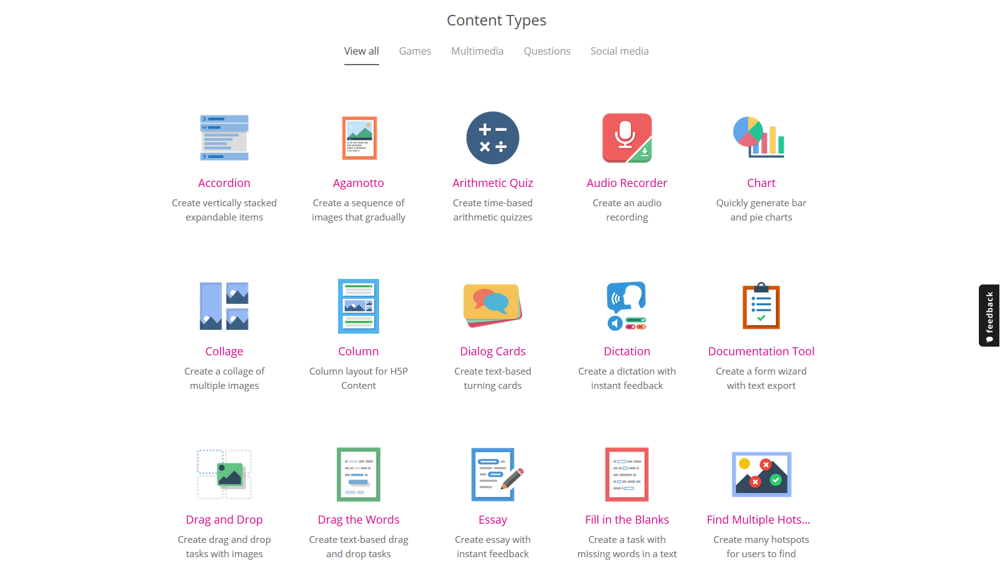 Content Types
View all
Games
Multimedia
Questions
Social media
Accordion
Create vertically stacked
expandable items
Agamotto
Create a sequence of
images that gradually
Arithmetic Quiz
Create time-based
arithmetic quizzes
Audio Recorder
Create an audio
recording
Chart
Quickly generate bar
and pie charts
Collage
Create a collage of
multiple images
Column
Column layout for H5P
Content
Dialog Cards
Create text-based
turning cards
Dictation
Create a dictation with
instant feedback
Documentation Tool
Create a form wizard
with text export
feedback
Drag and Drop
Create drag and drop
tasks with images
Drag the Words
Create text-based drag
and drop tasks
Essay
Create essay with
instant feedback
Fill in the Blanks
Create a task with
missing words in a text
Find Multiple Hots...
Create many hotspots
for users to find